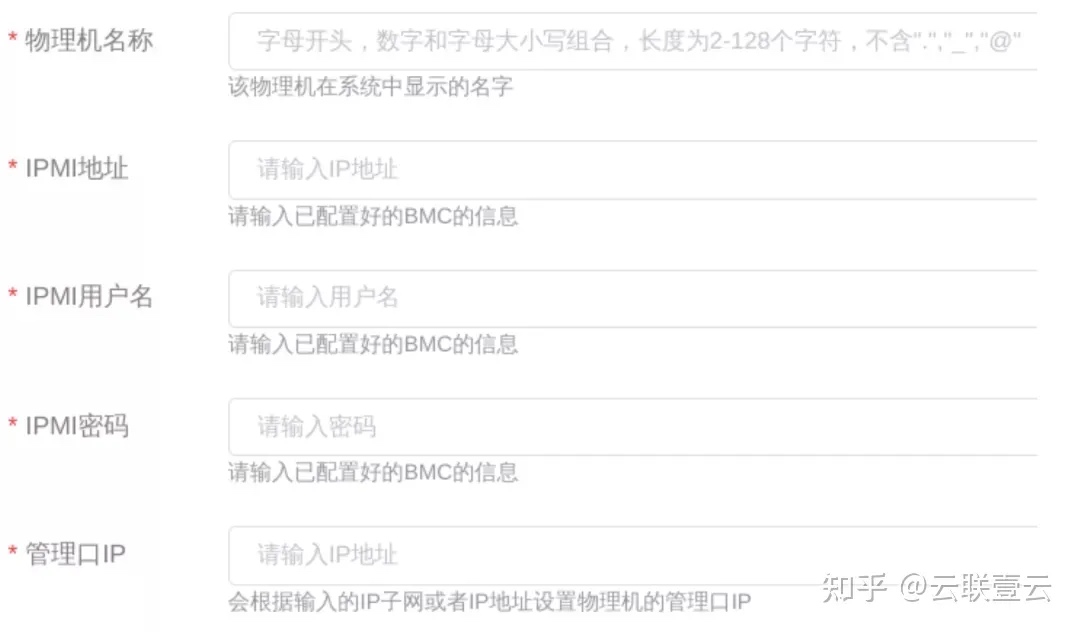 * 物理机名称
字母开头，数字和字母大小写组合，长度为2-128个字符，不含".","_","@"
该物理机在系统中显示的名字
* IPMI地址
请输入IP地址
请输入已配置好的BMC的信息
* IPMI用户名
请输入用户名
请输入已配置好的BMC的信息
* IPMI密码
请输入密码
请输入已配置好的BMC的信息
* 管理口IP
请输入IP地址
会根据输入的IP子网或者IP地址设置物理机的管理口IP
知乎 @云联壹云